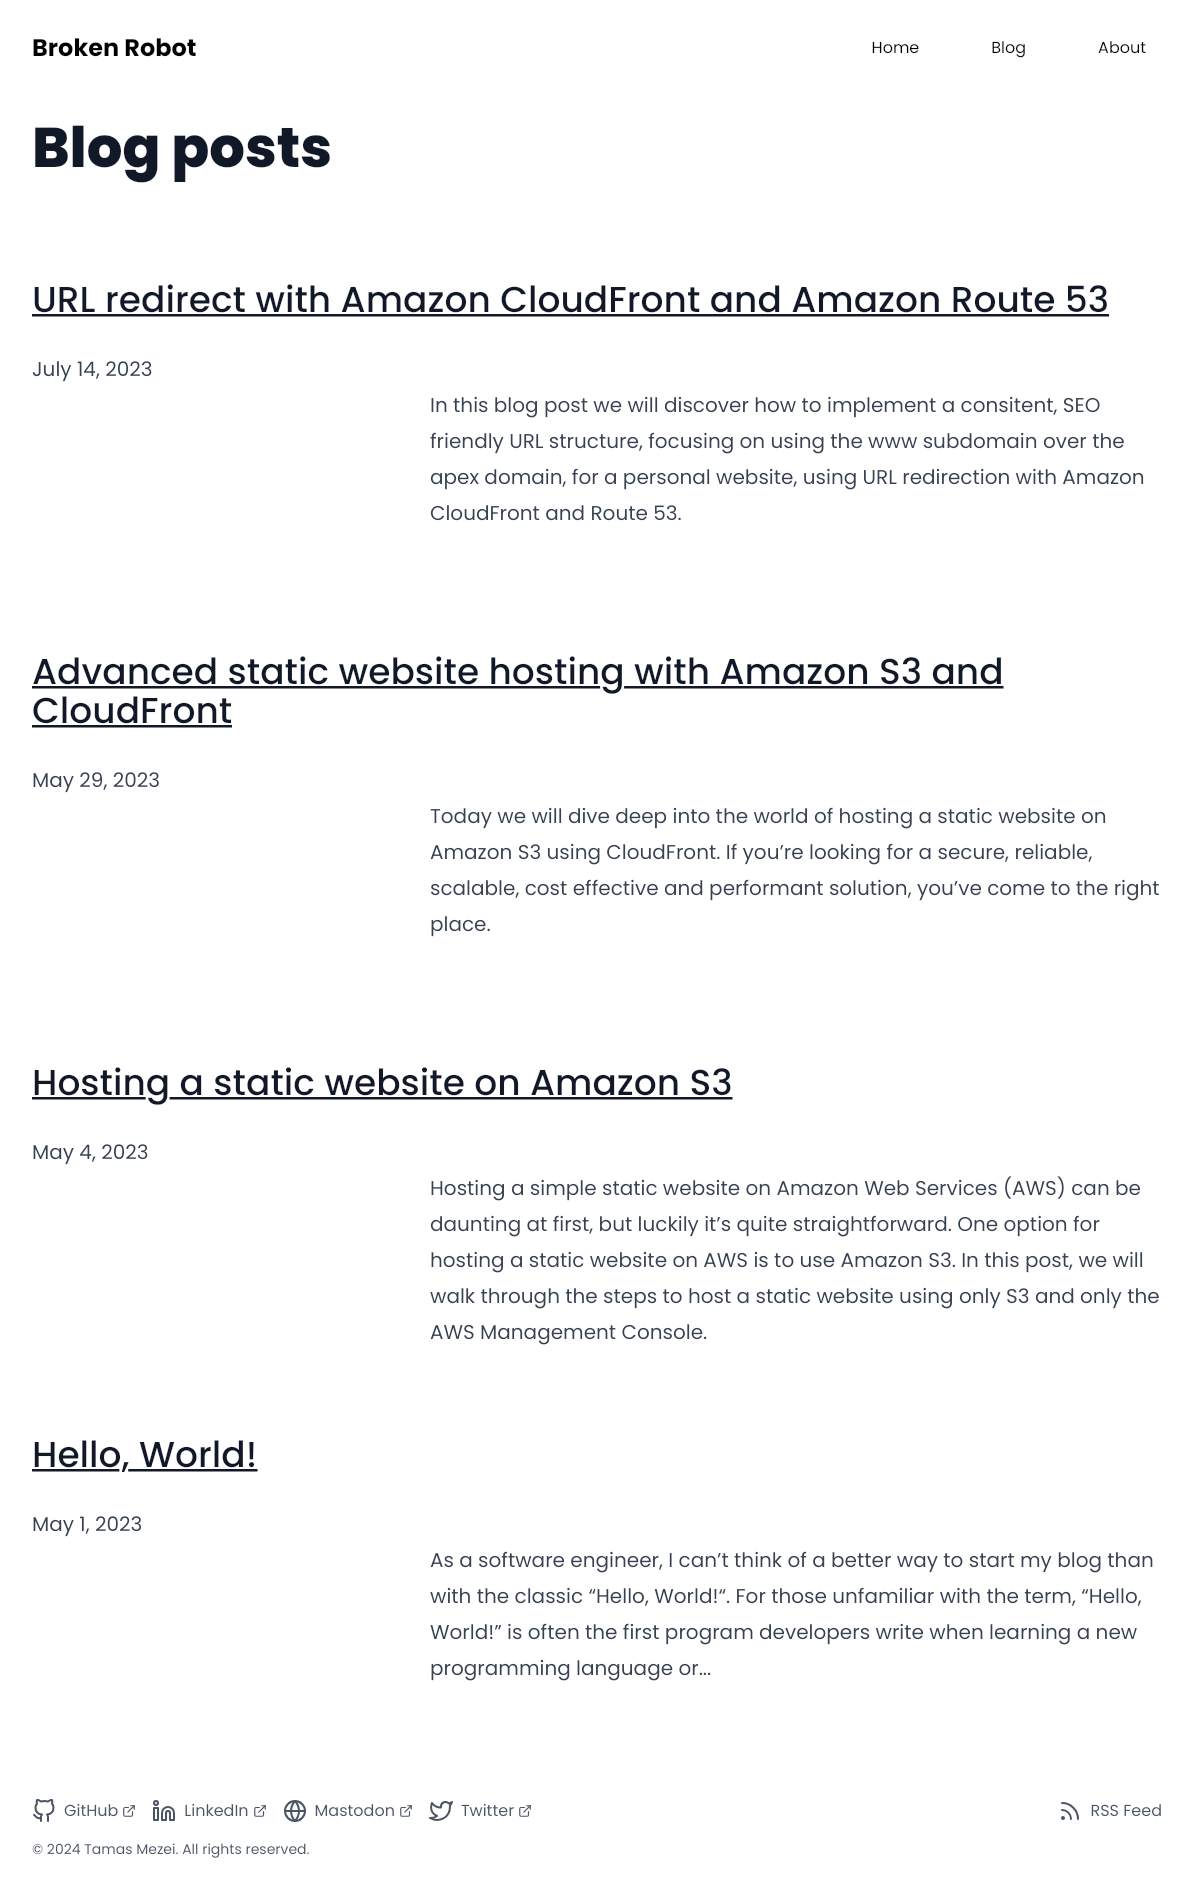 Broken Robot
Home
Blog
About
Blog posts
URL redirect with Amazon CloudFront and Amazon Route 53
July 14, 2023
In this blog post we will discover how to implement a consitent, SEO
friendly URL structure, focusing on using the www subdomain over the
apex domain, for a personal website, using URL redirection with Amazon
CloudFront and Route 53.
Advanced static website hosting with Amazon S3 and
CloudFront
May 29, 2023
Today we will dive deep into the world of hosting a static website on
Amazon S3 using CloudFront. If you’re looking for a secure, reliable,
scalable, cost effective and performant solution, you’ve come to the right
place.
Hosting a static website on Amazon S3
May 4, 2023
Hosting a simple static website on Amazon Web Services (AWS) can be
daunting at first, but luckily it’s quite straightforward. One option for
hosting a static website on AWS is to use Amazon S3. In this post, we will
walk through the steps to host a static website using only S3 and only the
AWS Management Console.
Hello, World!
May 1, 2023
As a software engineer, I can’t think of a better way to start my blog than
with the classic “Hello, World!“. For those unfamiliar with the term, “Hello,
World!” is often the first program developers write when learning a new
programming language or…
GitHub
LinkedIn
Mastodon
Twitter
RSS Feed
© 2024 Tamas Mezei. All rights reserved.